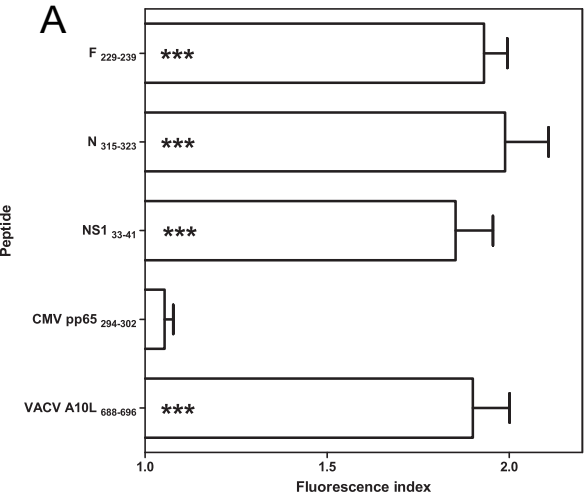 A
F 229-239
***
N 315-323
***
NS1 33-41
***
CMV pp65 294-302
VACV A10L 688-696
***
Peptide
1.0 1.5 2.0
Fluorescence index